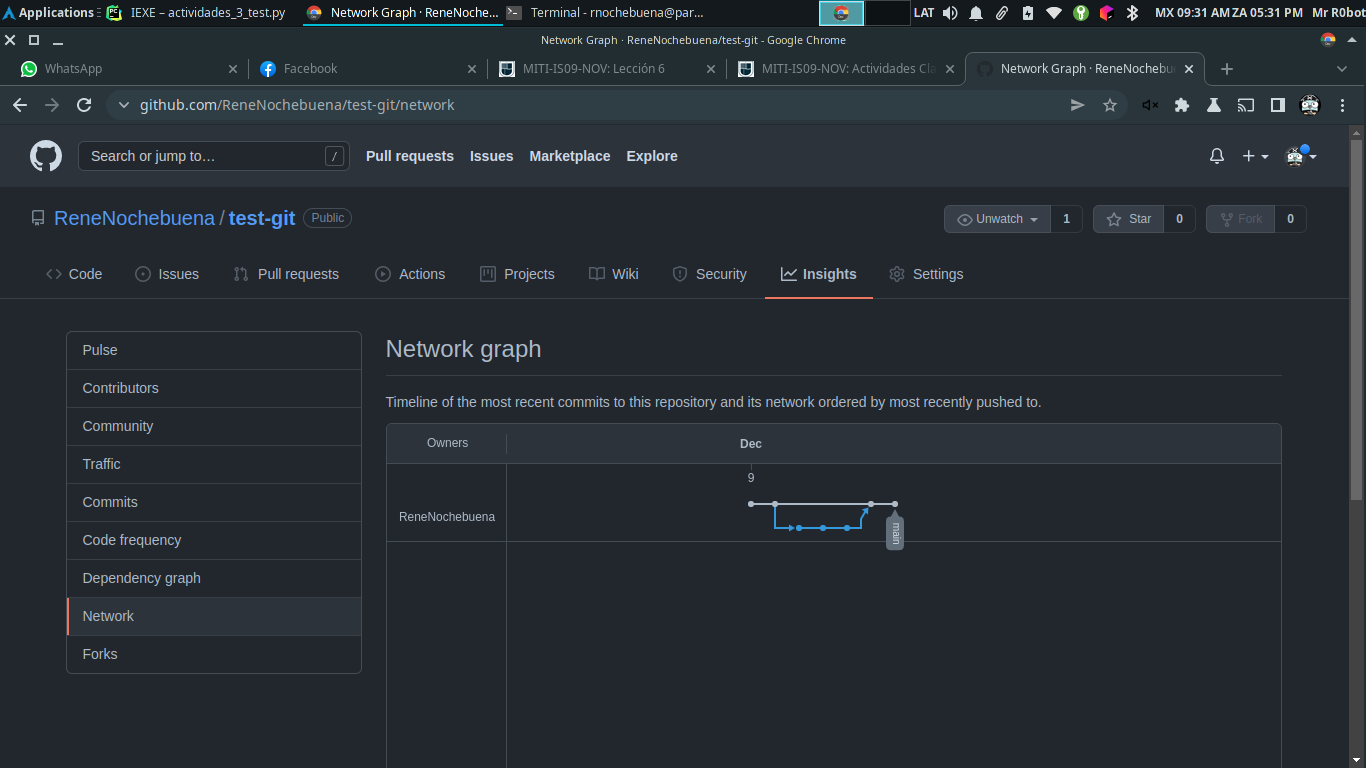 Applications
IEXE – actividades_3_test.py
Network Graph · ReneNoche...
Terminal - rnochebuena@par...
LAT
MX 09:31 AM ZA 05:31 PM
Mr R0bot
Network Graph · ReneNochebuena/test-git - Google Chrome
WhatsApp
Facebook
MITI-IS09-NOV: Lección 6
MITI-IS09-NOV: Actividades Cla
Network Graph · ReneNochebu
github.com/ReneNochebuena/test-git/network
Search or jump to…
/
Pull requests
Issues
Marketplace
Explore
ReneNochebuena / test-git
Public
Unwatch
1
Star
0
Fork
0
Code
Issues
Pull requests
Actions
Projects
Wiki
Security
Insights
Settings
Pulse
Contributors
Community
Traffic
Commits
Code frequency
Dependency graph
Network
Forks
Network graph
Timeline of the most recent commits to this repository and its network ordered by most recently pushed to.
Owners
Dec
9
ReneNochebuena
main